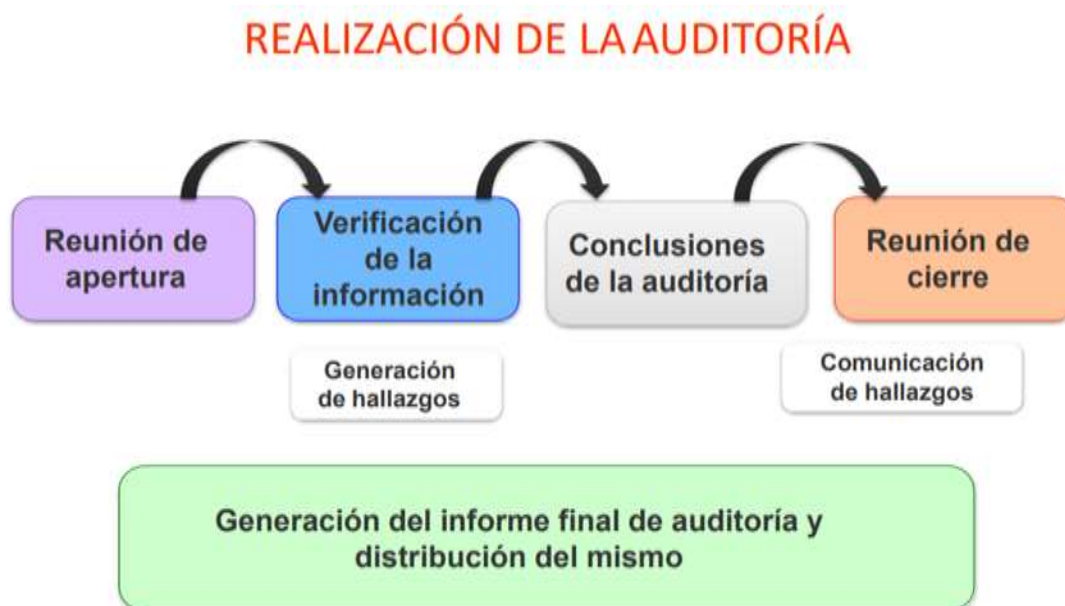 REALIZACIÓN DE LA AUDITORÍA
Reunión de
apertura
Verificación
de la
información
Conclusiones
de la auditoría
Reunión de
cierre
Generación
de hallazgos
Comunicación
de hallazgos
Generación del informe final de auditoría y
distribución del mismo